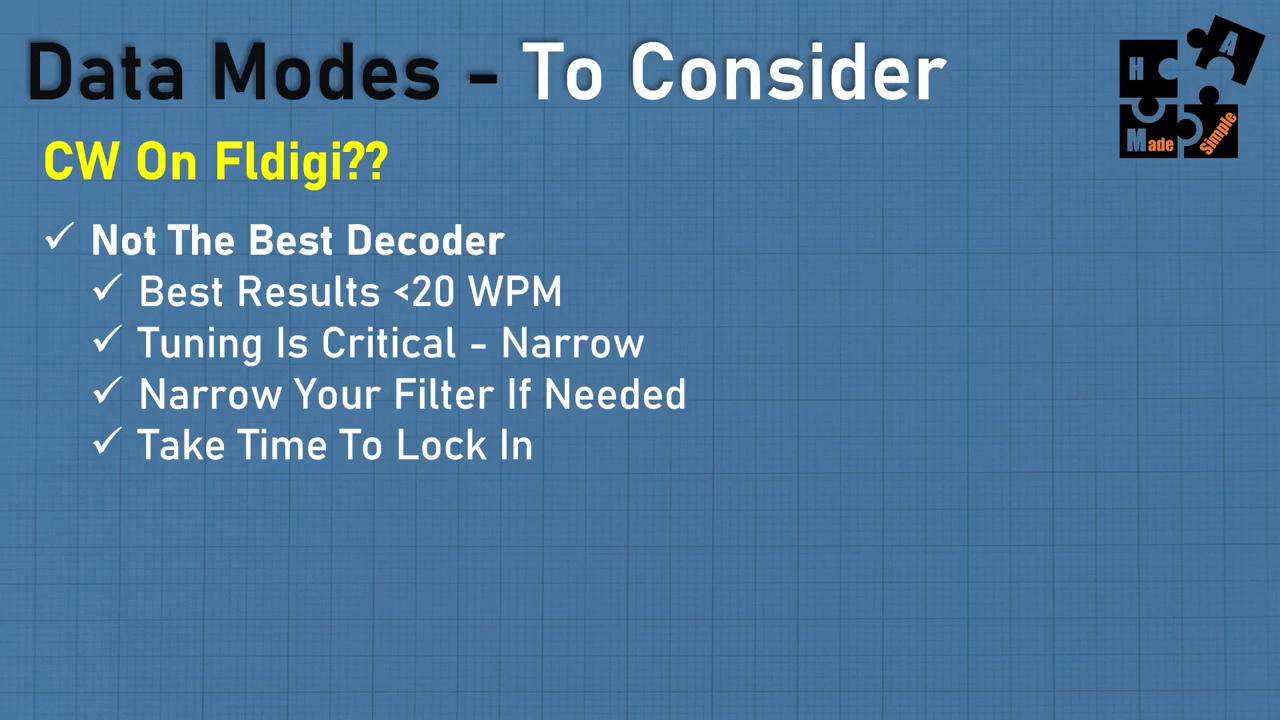 Data Modes - To Consider
H A
Made Simple
CW On Fldigi??
✓ Not The Best Decoder
✓ Best Results <20 WPM
✓ Tuning Is Critical - Narrow
✓ Narrow Your Filter If Needed
✓ Take Time To Lock In